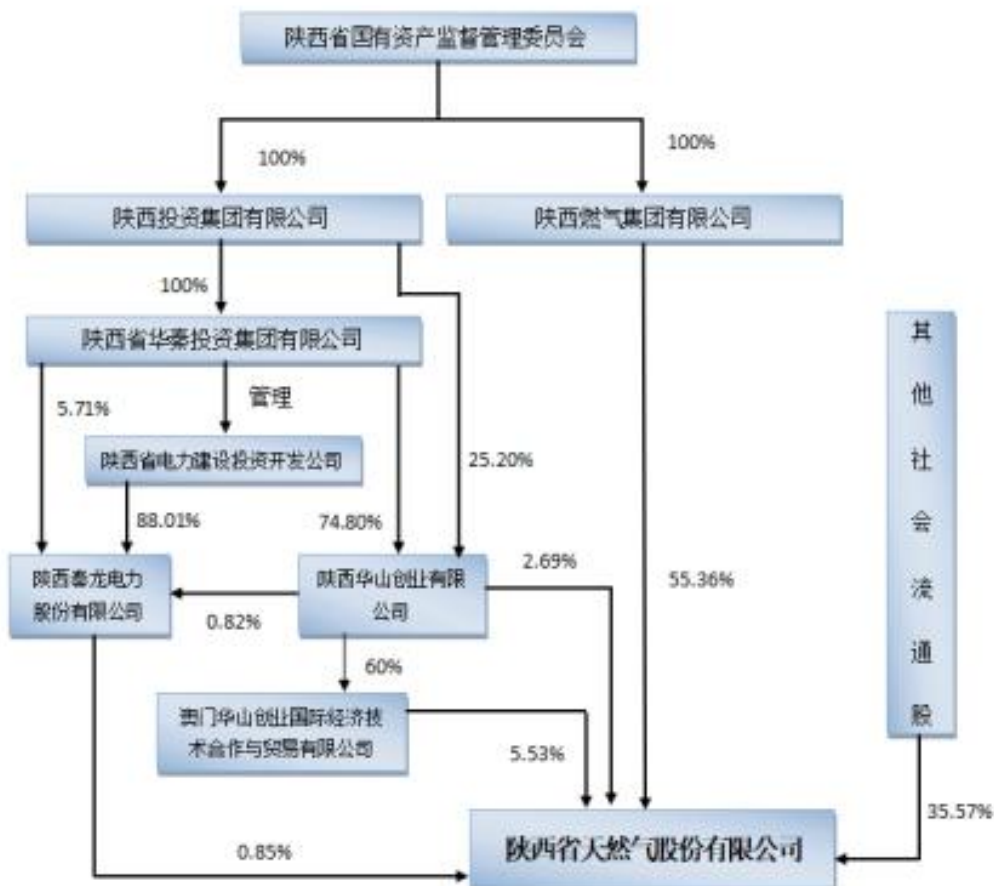 陕西省国有资产监督管理委员会
100%
100%
陕西投资集团有限公司
陕西燃气集团有限公司
100%
陕西省华秦投资集团有限公司
其他社会流通股
5.71%
管理
25.20%
陕西省电力建设投资开发公司
88.01%
74.80%
陕西秦龙电力
股份有限公司
陕西华山创业有限
公司
2.69%
55.36%
0.82%
60%
澳门华山创业国际经济技
术合作与贸易有限公司
5.53%
35.57%
陕西省天然气股份有限公司
0.85%